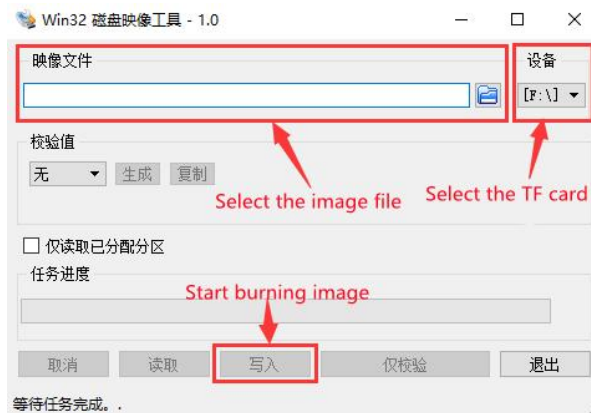 Win32 磁盘映像工具 - 1.0
映像文件
设备
[F:\]
校验值
无
生成
复制
Select the image file
Select the TF card
仅读取已分配分区
任务进度
Start burning image
取消
读取
写入
仅校验
退出
等待任务完成。.